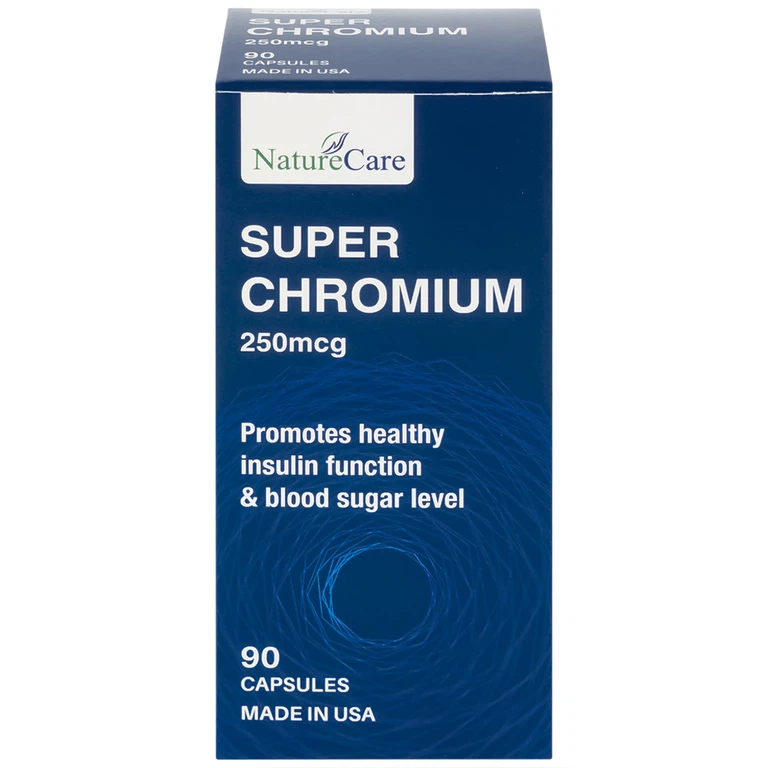 SUPER
CHROMIUM
250mcg
90
CAPSULES
MADE IN USA
NatureCare
SUPER
CHROMIUM
250mcg
Promotes healthy
insulin function
& blood sugar level
90
CAPSULES
MADE IN USA